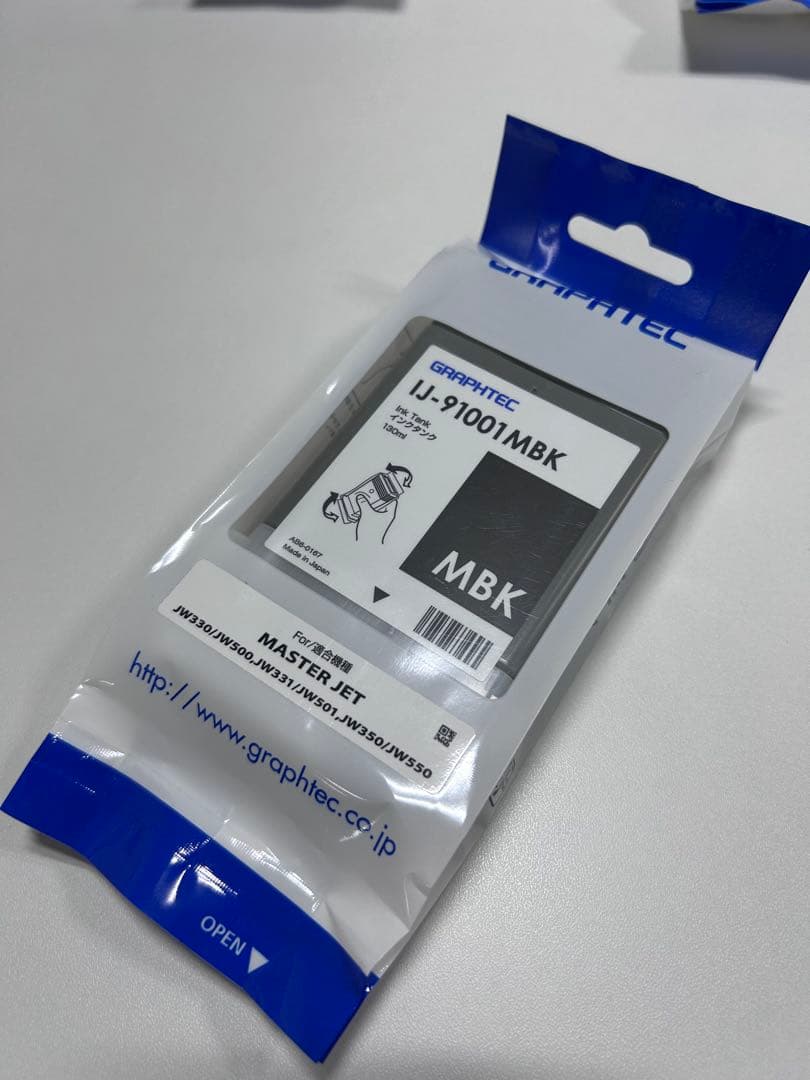 GRAPHTEC
GRAPHTEC
IJ-91001MBK
Ink Tank
インクタンク
130ml
AB6-0167
Made in Japan
MBK
For/適合機種
MASTER JET
JW330/JW500,JW331/JW501,JW350/JW550
http://www.graphtec.co.jp
OPEN